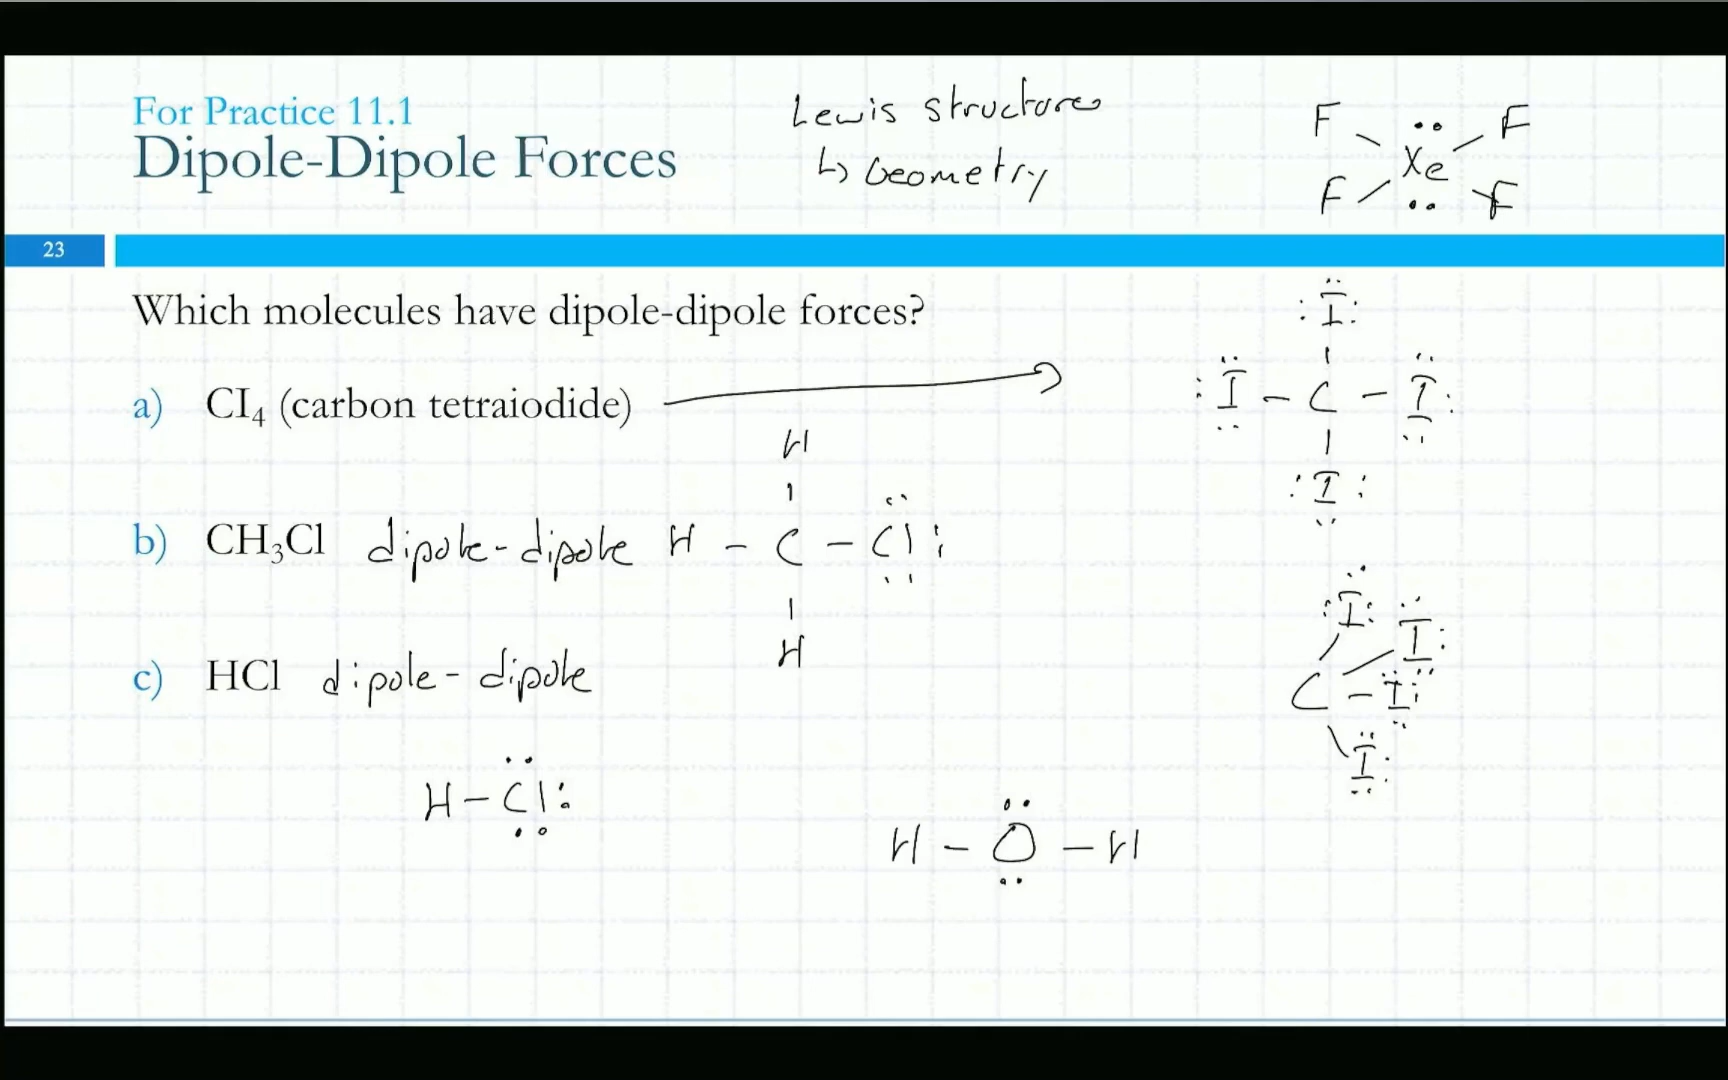 For Practice 11.1
Dipole-Dipole Forces
Lewis structures
↳ Geometry
F F
Xe
F F
23
Which molecules have dipole-dipole forces?
I
a) CI₄ (carbon tetraiodide)
I - C - I
I
H
b) CH₃Cl dipole-dipole H - C - Cl
H
I
I
C - I
I
c) HCl dipole-dipole
H-Cl
H - O - H